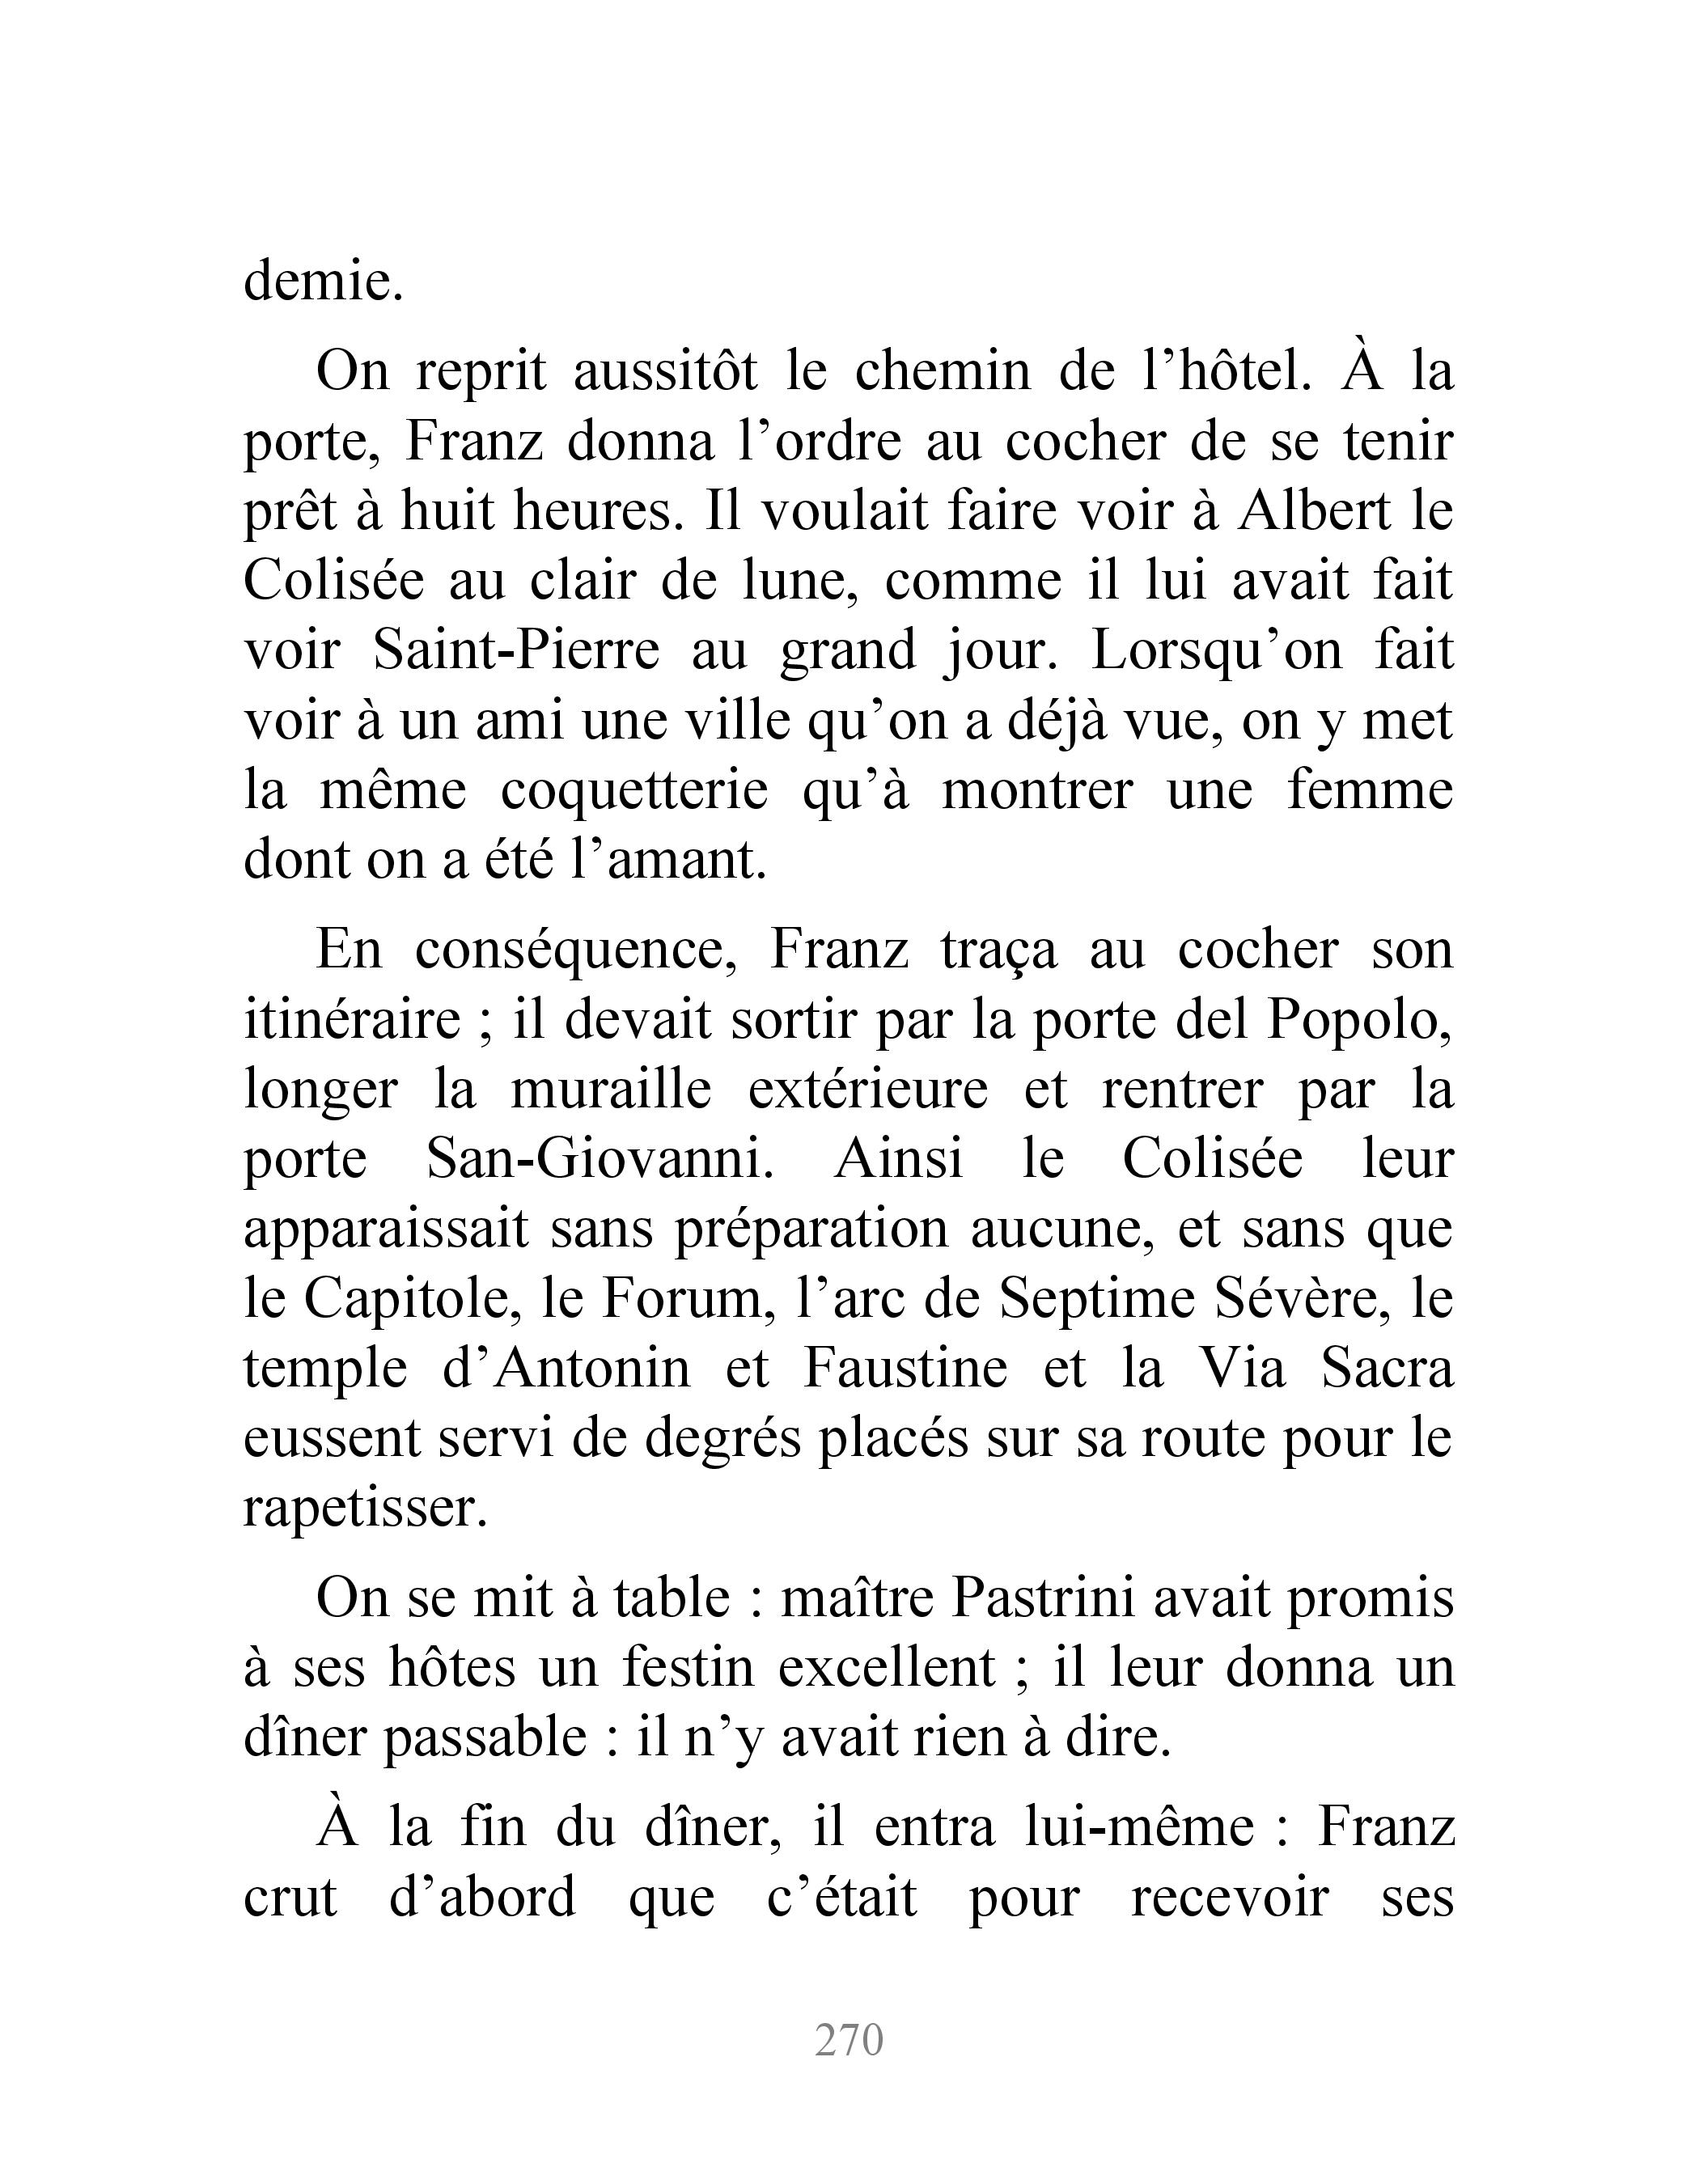 demie.
On reprit aussitôt le chemin de l’hôtel. À la
porte, Franz donna l’ordre au cocher de se tenir
prêt à huit heures. Il voulait faire voir à Albert le
Colisée au clair de lune, comme il lui avait fait
voir Saint-Pierre au grand jour. Lorsqu’on fait
voir à un ami une ville qu’on a déjà vue, on y met
la même coquetterie qu’à montrer une femme
dont on a été l’amant.
En conséquence, Franz traça au cocher son
itinéraire ; il devait sortir par la porte del Popolo,
longer la muraille extérieure et rentrer par la
porte San-Giovanni. Ainsi le Colisée leur
apparaissait sans préparation aucune, et sans que
le Capitole, le Forum, l’arc de Septime Sévère, le
temple d’Antonin et Faustine et la Via Sacra
eussent servi de degrés placés sur sa route pour le
rapetisser.
On se mit à table : maître Pastrini avait promis
à ses hôtes un festin excellent ; il leur donna un
dîner passable : il n’y avait rien à dire.
À la fin du dîner, il entra lui-même : Franz
crut d’abord que c’était pour recevoir ses
270